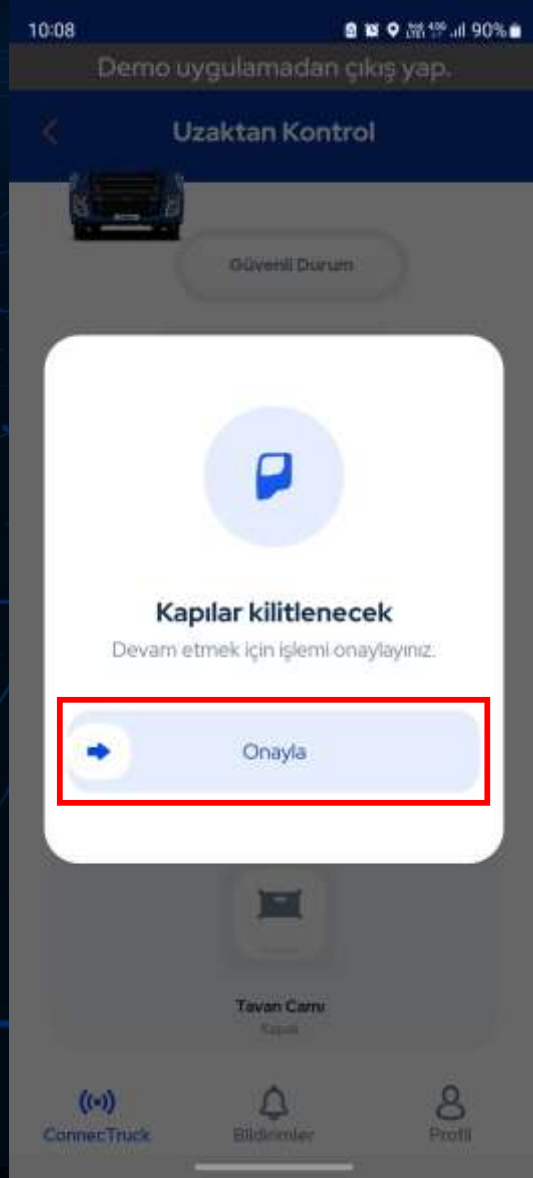 10:08
90%
Demo uygulamadan çıkış yap.
Uzaktan Kontrol
Güvenli Durum
Kapılar kilitlenecek
Devam etmek için işlemi onaylayınız.
Onayla
Tavan Camı
Kapalı
ConnecTruck
Bildirimler
Profil